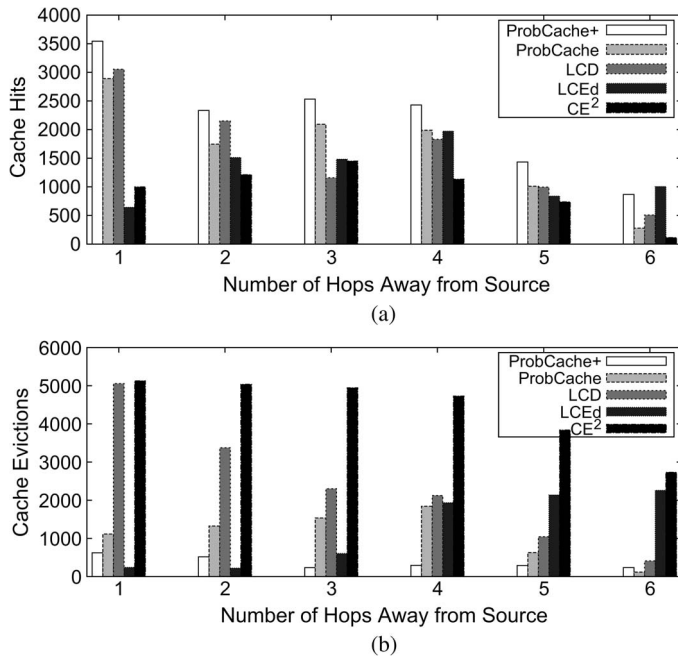 4000
3500
3000
2500
2000
1500
1000
500
0
Cache Hits
ProbCache+
ProbCache
LCD
LCEd
CE²
1 2 3 4 5 6
Number of Hops Away from Source
(a)
6000
5000
4000
3000
2000
1000
0
Cache Evictions
ProbCache+
ProbCache
LCD
LCEd
CE²
1 2 3 4 5 6
Number of Hops Away from Source
(b)